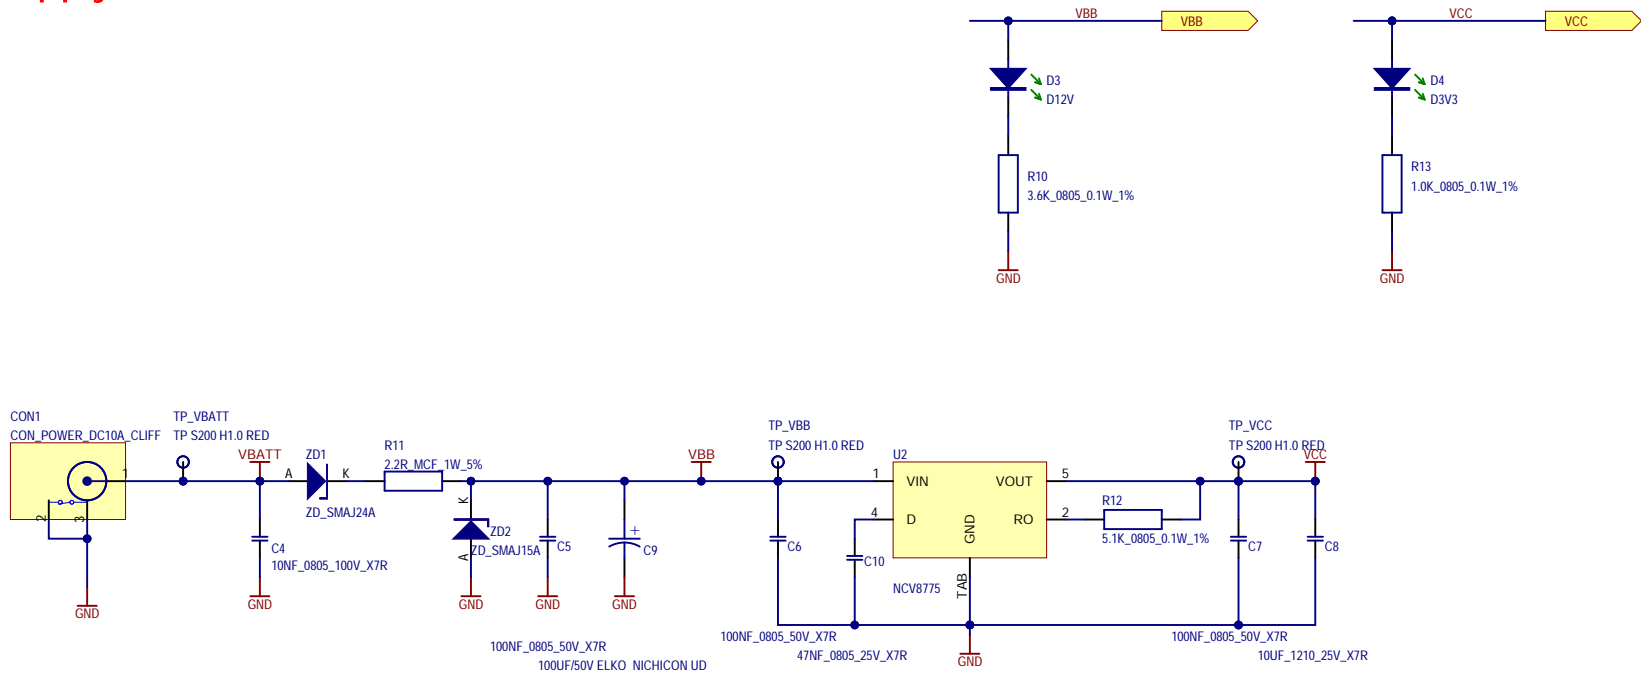 VBB
VBB
VCC
VCC
D3
D12V
D4
D3V3
R10
3.6K_0805_0.1W_1%
R13
1.0K_0805_0.1W_1%
GND
GND
CON1
CON_POWER_DC10A_CLIFF
TP_VBATT
TP S200 H1.0 RED
VBATT
ZD1
A
K
ZD_SMAJ24A
R11
2.2R_MCF_1W_5%
VBB
TP_VBB
TP S200 H1.0 RED
U2
TP_VCC
TP S200 H1.0 RED
VCC
1
2
3
1
VIN
VOUT
5
4
D
GND
RO
2
R12
5.1K_0805_0.1W_1%
TAB
NCV8775
C4
10NF_0805_100V_X7R
K
A
ZD2
ZD_SMAJ15A
C5
C9
+
C6
C10
C7
C8
GND
GND
GND
GND
GND
GND
100NF_0805_50V_X7R
100UF/50V ELKO NICHICON UD
100NF_0805_50V_X7R
47NF_0805_25V_X7R
100NF_0805_50V_X7R
10UF_1210_25V_X7R